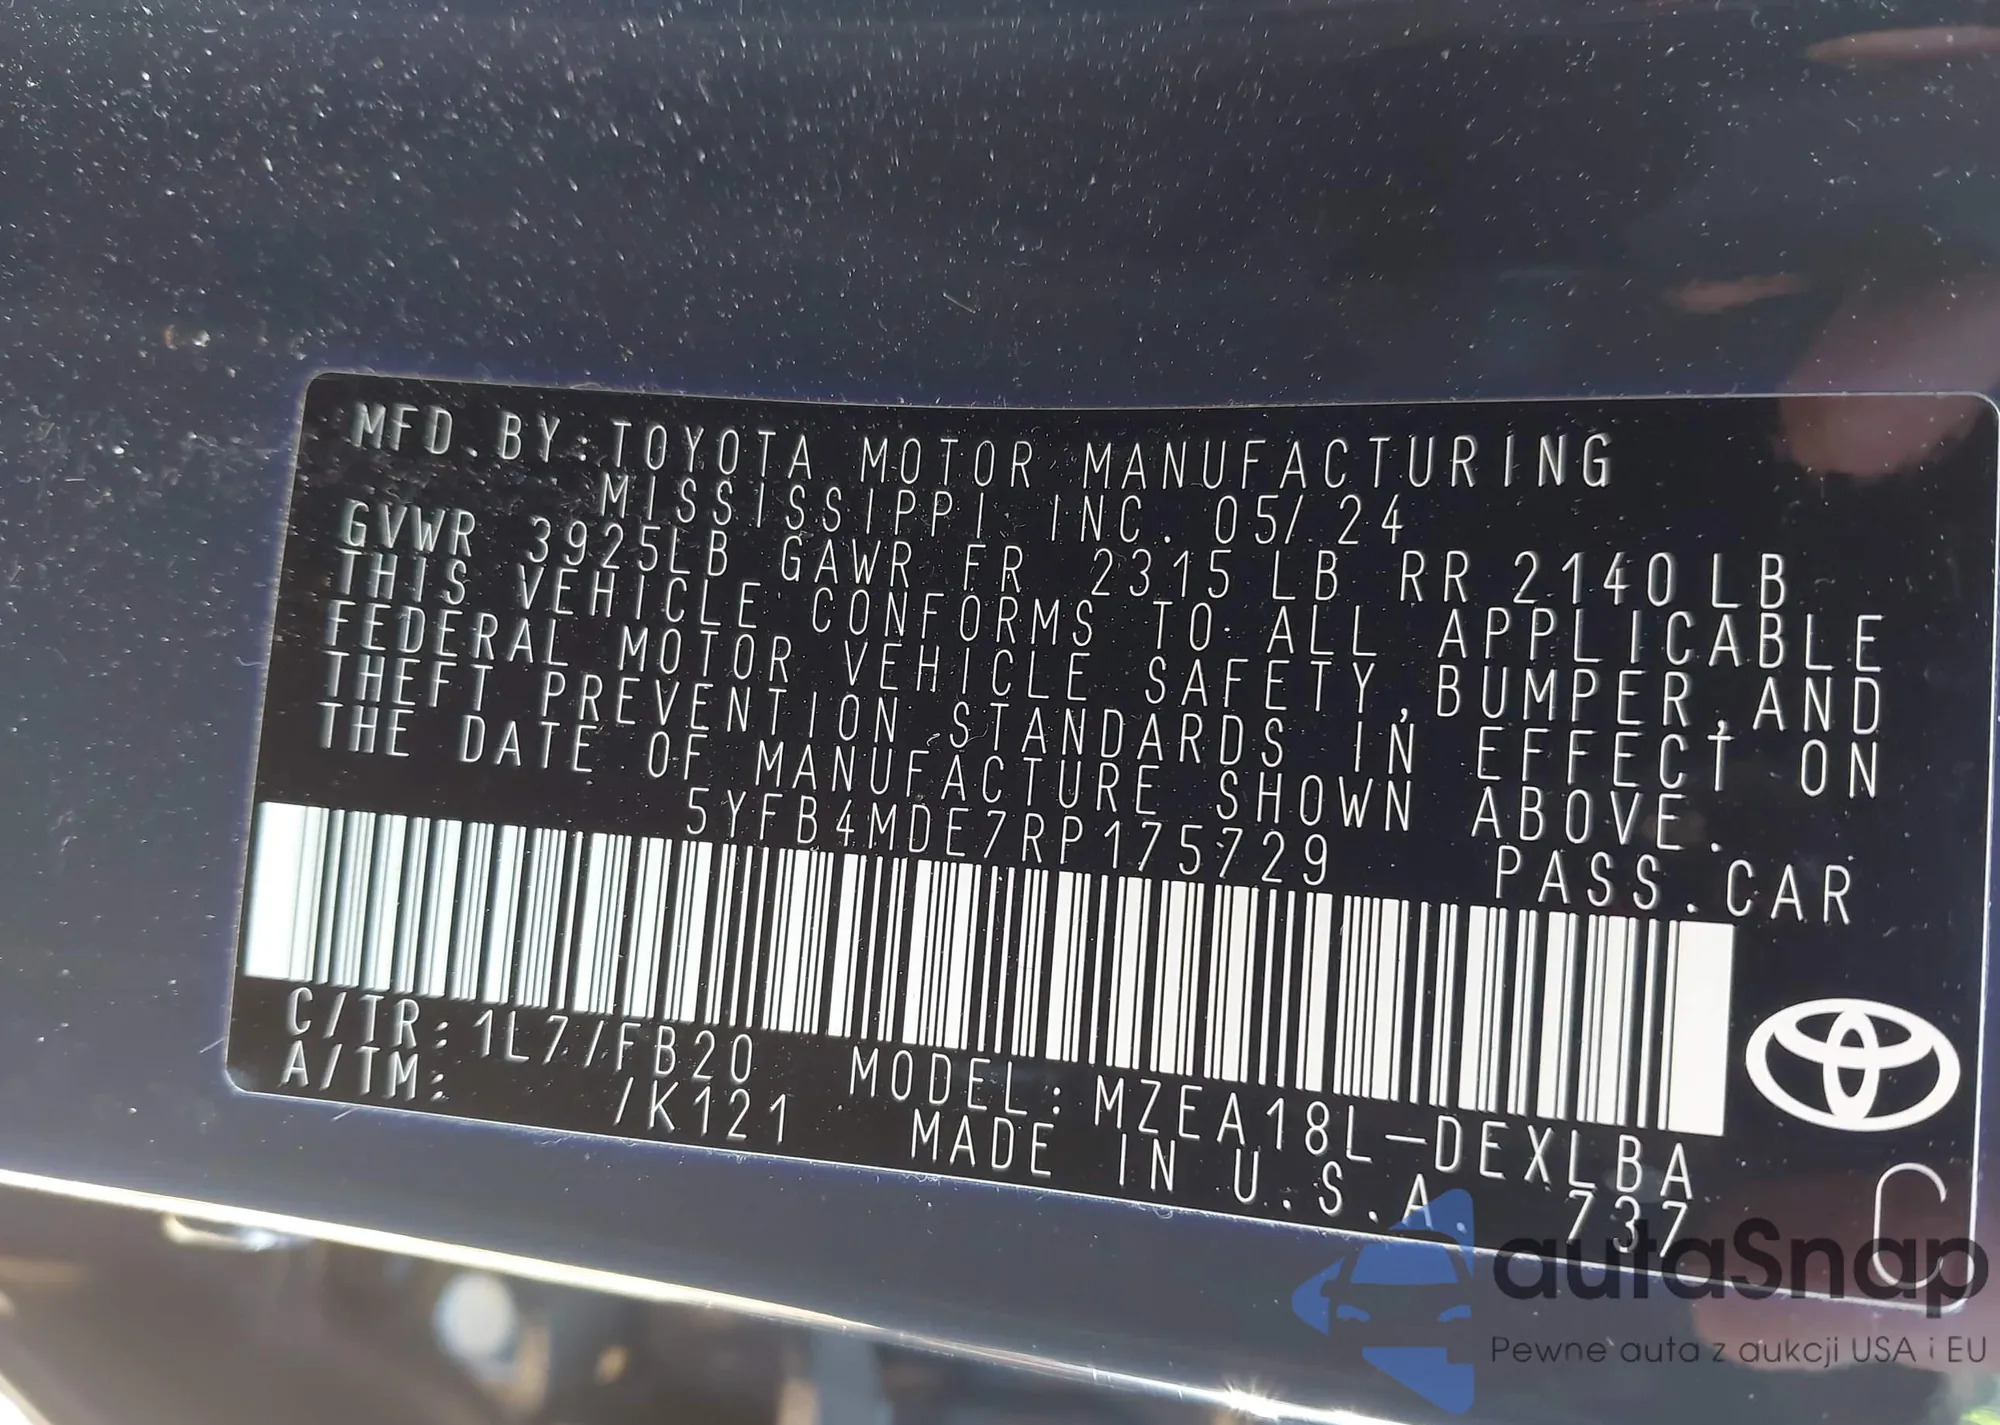 MFD.BY:TOYOTA MOTOR MANUFACTURING
MISSISSIPPI, INC. 05/24
GVWR 3925LB GAWR FR 2315LB RR 2140LB
THIS VEHICLE CONFORMS TO ALL APPLICABLE
FEDERAL MOTOR VEHICLE SAFETY,BUMPER,AND
THEFT PREVENTION STANDARDS IN EFFECT ON
THE DATE OF MANUFACTURE SHOWN ABOVE.
5YFB4MDE7RP175729 PASS.CAR
C/TR:1L7/FB20 MODEL:MZEA18L-DEXLBA
A/TM: /K121 MADE IN U.S.A. 737
C
autaSnap
Pewne auta z aukcji USA i EU